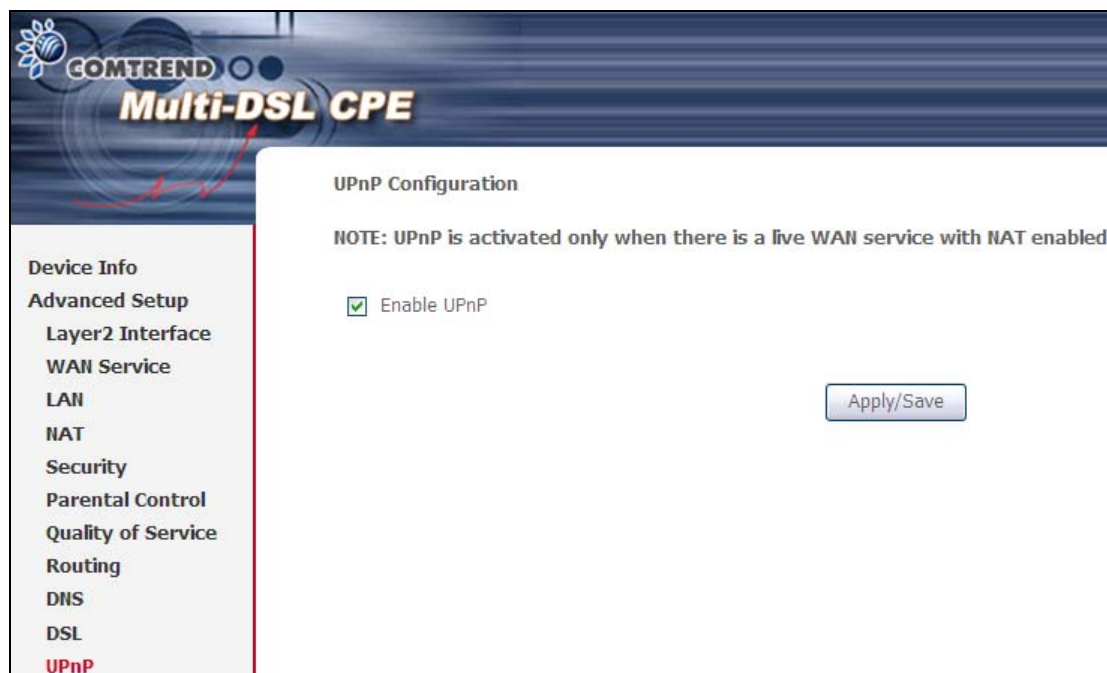 COMTREND
Multi-DSL CPE
UPnP Configuration
NOTE: UPnP is activated only when there is a live WAN service with NAT enabled
Enable UPnP
Apply/Save
Device Info
Advanced Setup
Layer2 Interface
WAN Service
LAN
NAT
Security
Parental Control
Quality of Service
Routing
DNS
DSL
UPnP